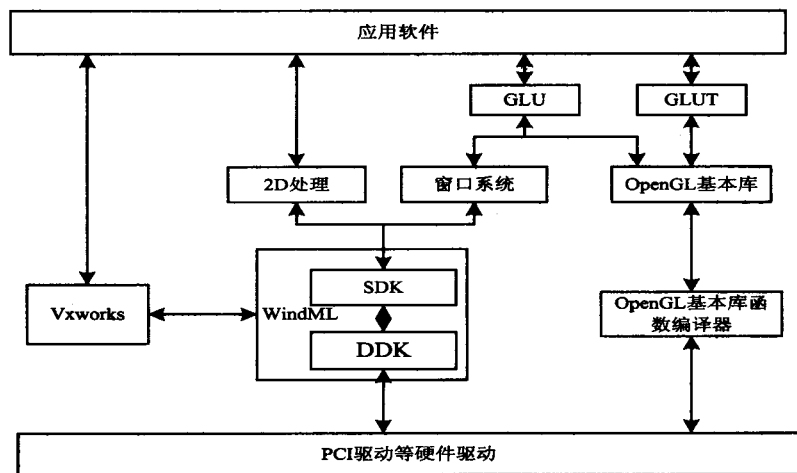 应用软件
GLU
GLUT
2D处理
窗口系统
OpenGL基本库
SDK
WindML
Vxworks
OpenGL基本库函
数编译器
DDK
PCI驱动等硬件驱动